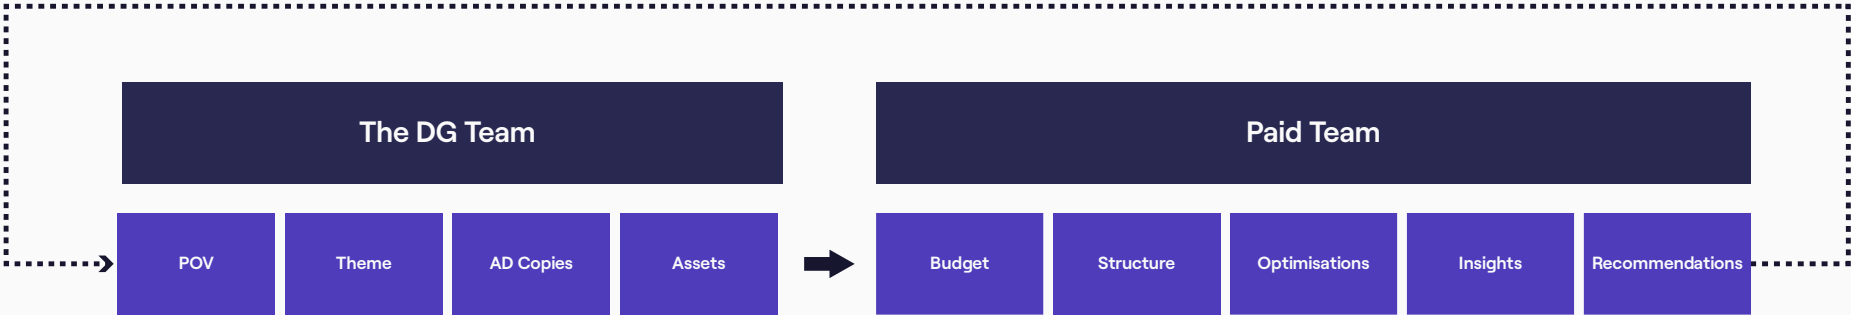 The DG Team
Paid Team
POV
Theme
AD Copies
Assets
Budget
Structure
Optimisations
Insights
Recommendations